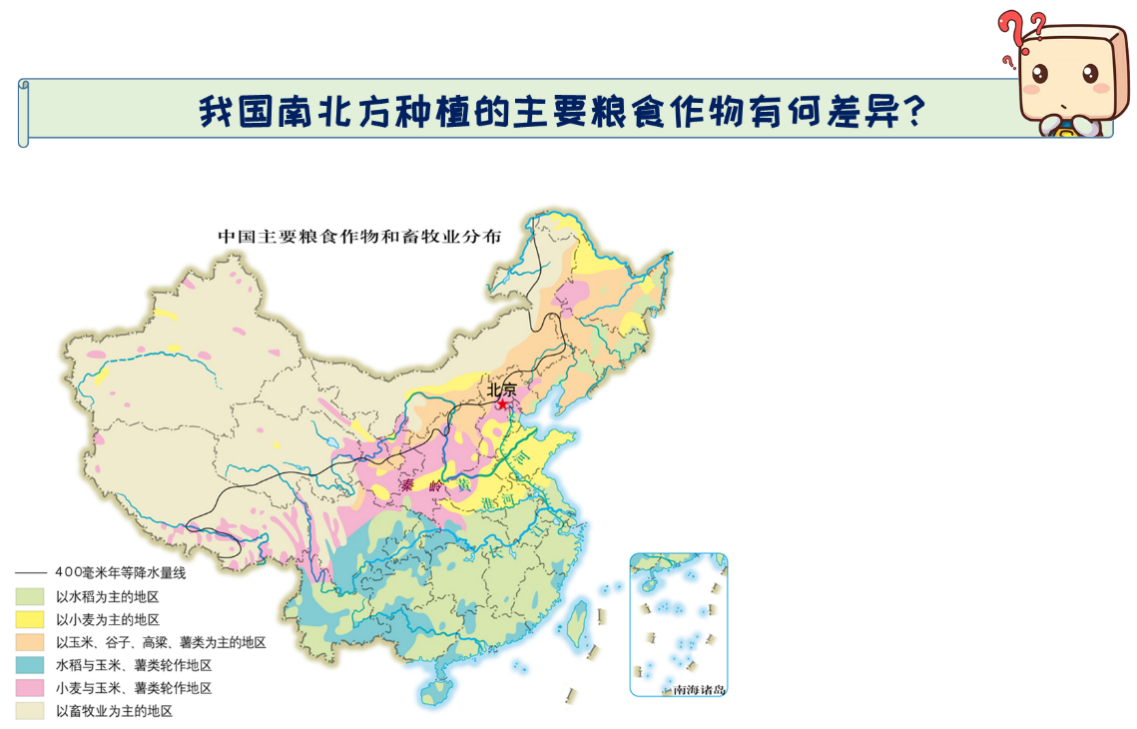 我国南北方种植的主要粮食作物有何差异?
中国主要粮食作物和畜牧业分布
北京
河
秦岭
黄
淮河
江
长
400毫米年等降水量线
以水稻为主的地区
以小麦为主的地区
以玉米、谷子、高粱、薯类为主的地区
水稻与玉米、薯类轮作地区
小麦与玉米、薯类轮作地区
以畜牧业为主的地区
南海诸岛